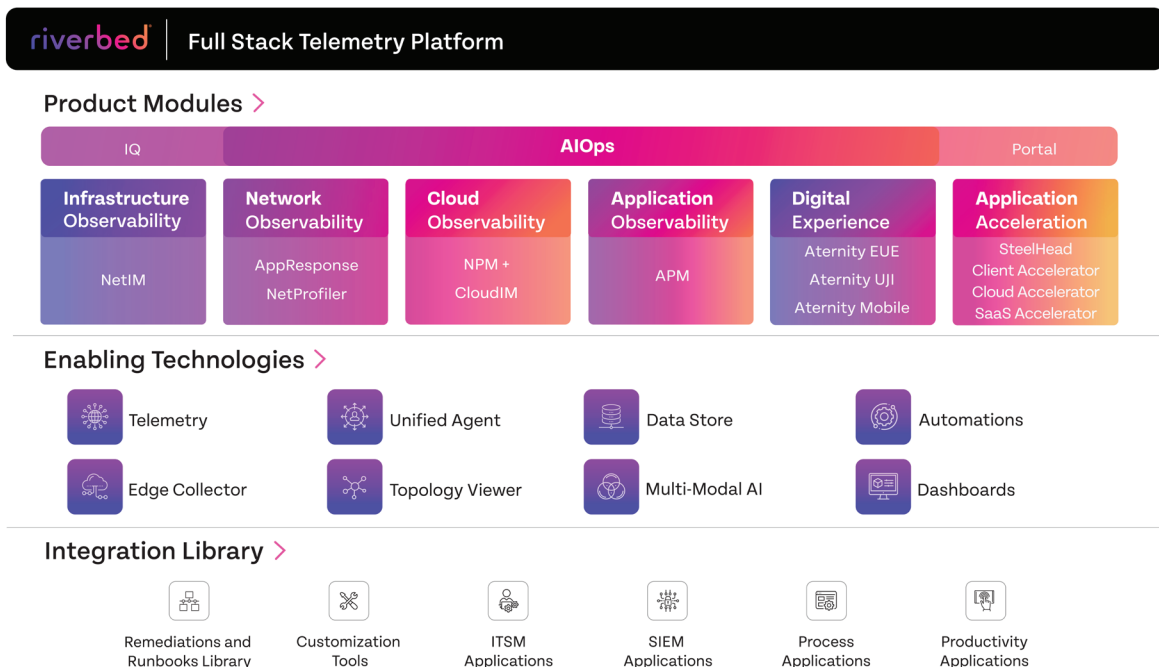 riverbed
Full Stack Telemetry Platform
Product Modules
IQ
AIOps
Portal
Infrastructure
Observability
NetIM
Network
Observability
AppResponse
NetProfiler
Cloud
Observability
NPM +
CloudIM
Application
Observability
APM
Digital
Experience
Aternity EUE
Aternity UJI
Aternity Mobile
Application
Acceleration
SteelHead
Client Accelerator
Cloud Accelerator
SaaS Accelerator
Enabling Technologies
Telemetry
Unified Agent
Data Store
Automations
Edge Collector
Topology Viewer
Multi-Modal AI
Dashboards
Integration Library
Remediations and
Runbooks Library
Customization
Tools
ITSM
Applications
SIEM
Applications
Process
Applications
Productivity
Applications